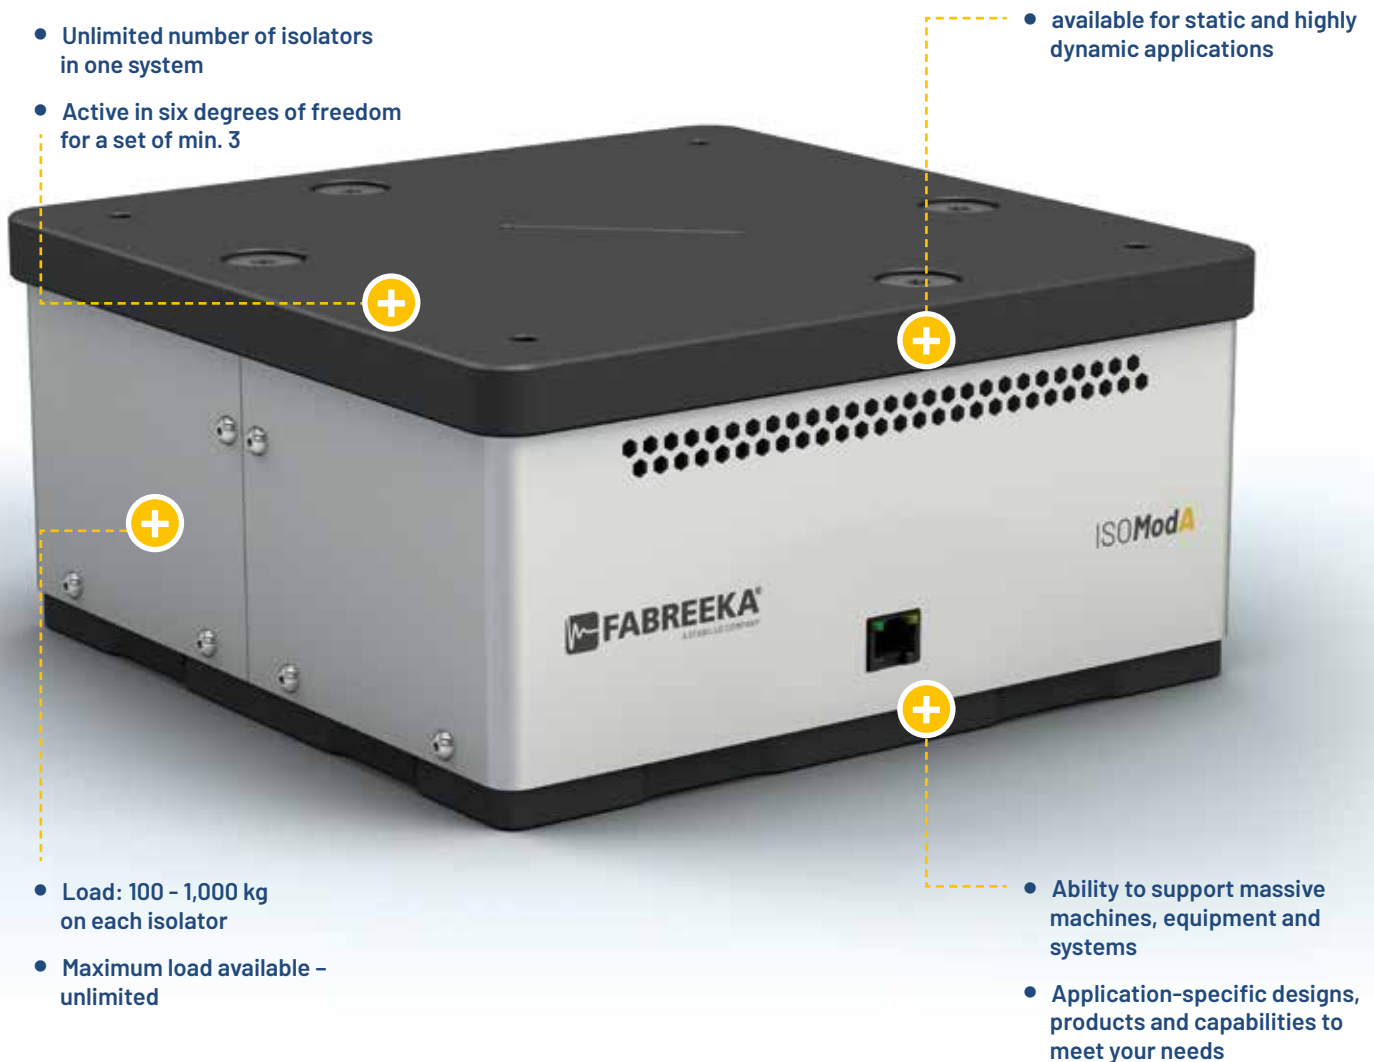 • Unlimited number of isolators
in one system
• Active in six degrees of freedom
for a set of min. 3
• available for static and highly
dynamic applications
ISOModA
FABREEKA®
A STABILUS COMPANY
• Load: 100 - 1,000 kg
on each isolator
• Maximum load available –
unlimited
• Ability to support massive
machines, equipment and
systems
• Application-specific designs,
products and capabilities to
meet your needs